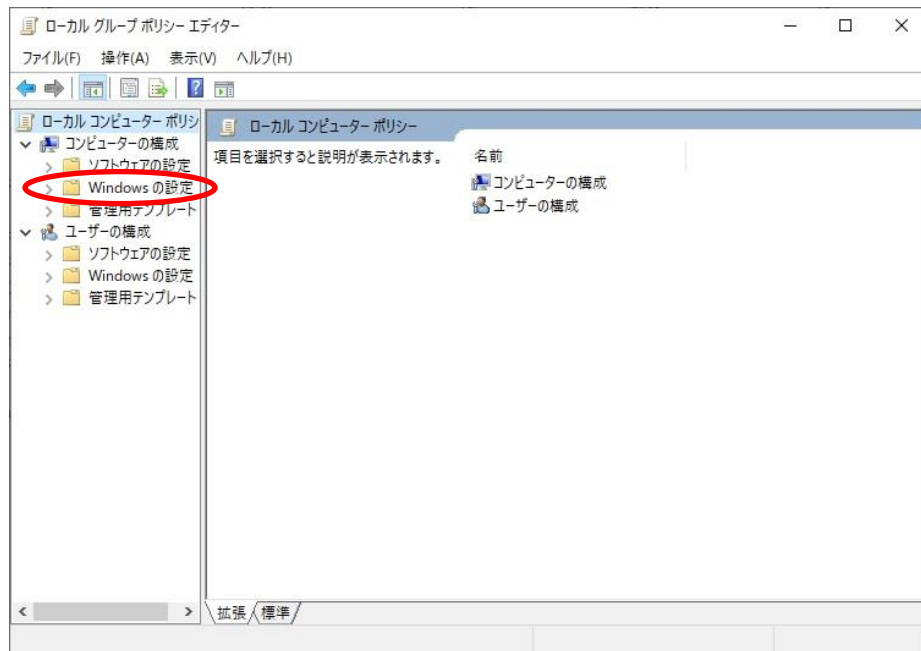 ローカル グループ ポリシー エディター
ファイル(F) 操作(A) 表示(V) ヘルプ(H)
ローカル コンピューター ポリシ
コンピューターの構成
ソフトウェアの設定
Windows の設定
管理用テンプレート
ユーザーの構成
ソフトウェアの設定
Windows の設定
管理用テンプレート
ローカル コンピューター ポリシー
項目を選択すると説明が表示されます。
名前
コンピューターの構成
ユーザーの構成
拡張 標準